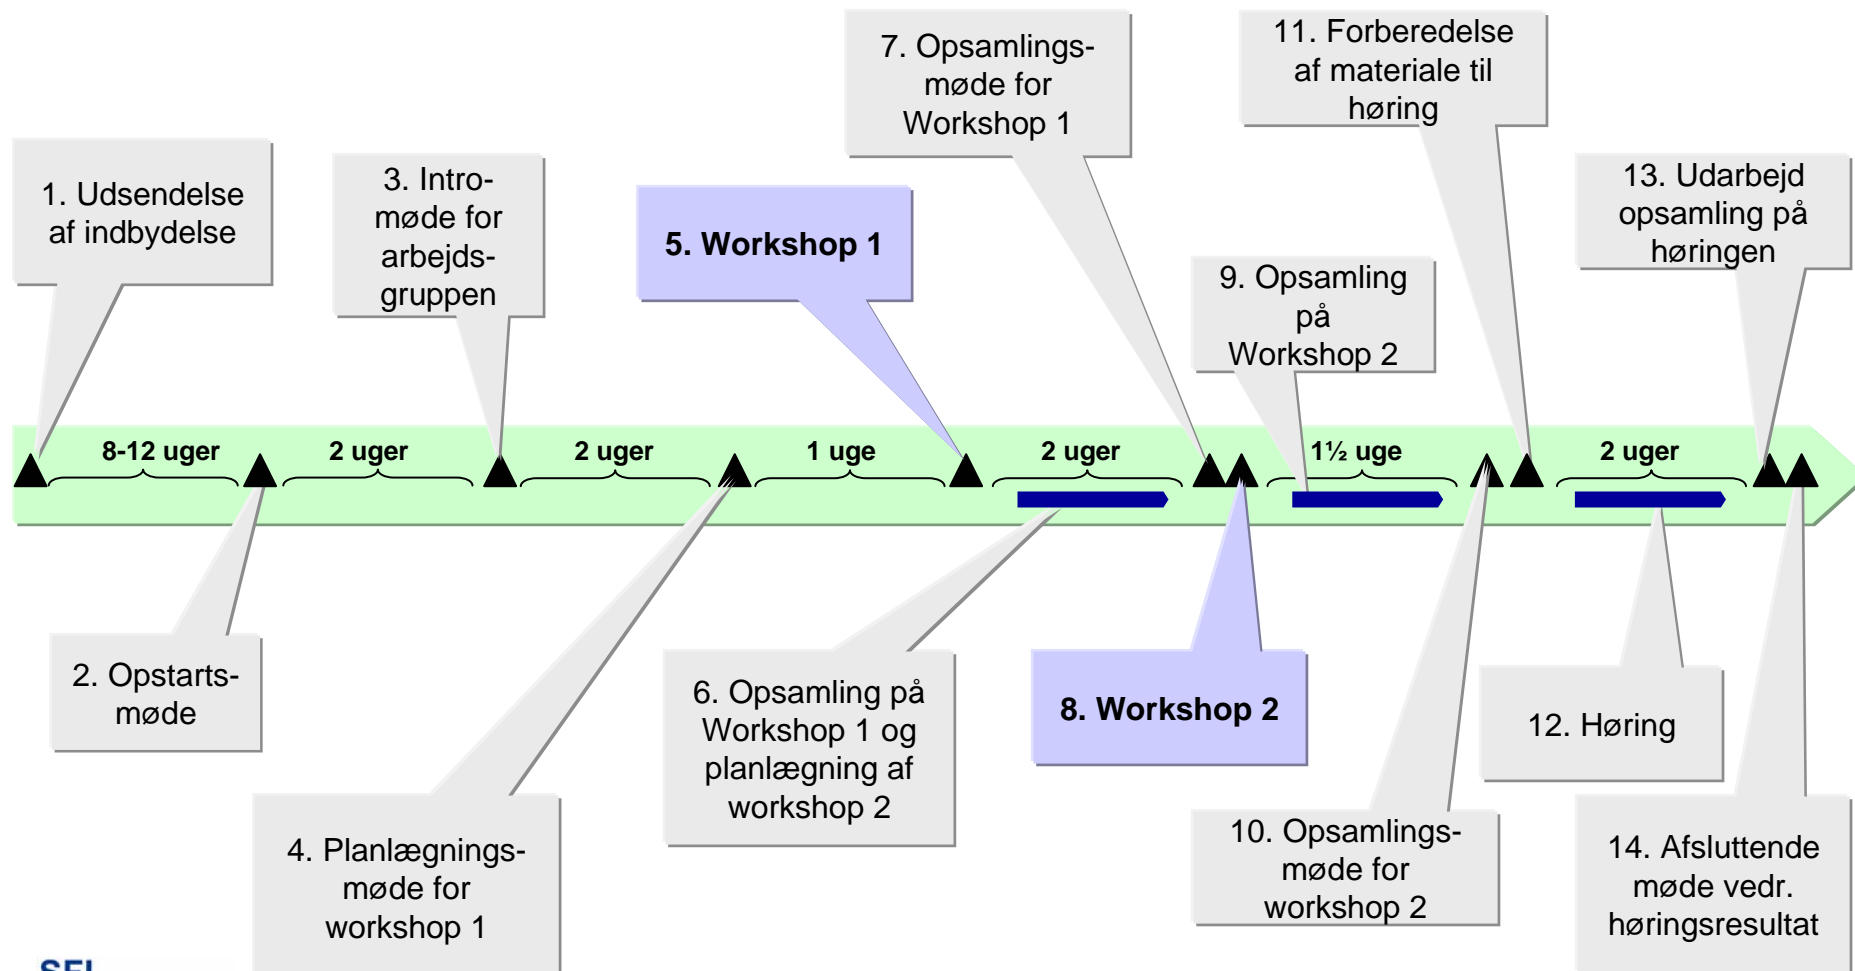 1. Udsendelse
af indbydelse
3. Intro-
møde for
arbejds-
gruppen
5. Workshop 1
7. Opsamlings-
møde for
Workshop 1
9. Opsamling
på
Workshop 2
11. Forberedelse
af materiale til
høring
13. Udarbejd
opsamling på
høringen
8-12 uger
2 uger
2 uger
1 uge
2 uger
1½ uge
2 uger
2. Opstarts-
møde
4. Planlægnings-
møde for
workshop 1
6. Opsamling på
Workshop 1 og
planlægning af
workshop 2
8. Workshop 2
10. Opsamlings-
møde for
workshop 2
12. Høring
14. Afsluttende
møde vedr.
høringsresultat